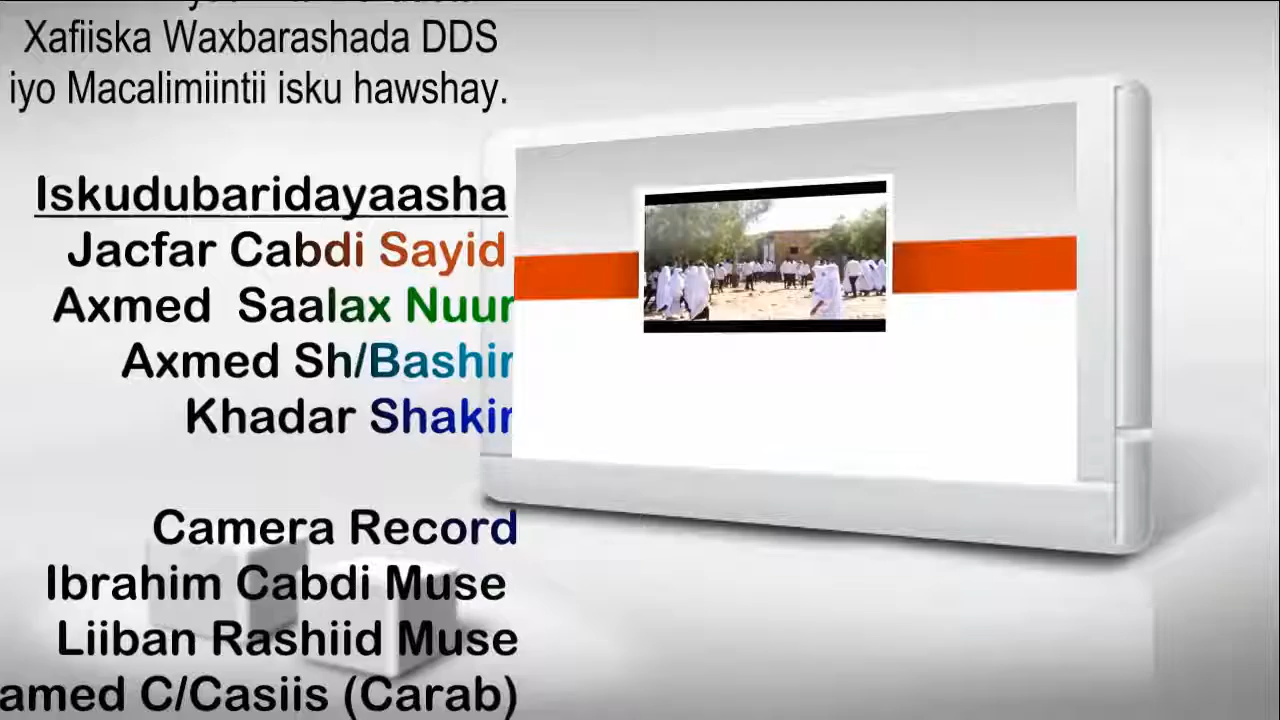 Xafiiska Waxbarashada DDS
iyo Macalimiintii isku hawshay.
Iskudubaridayaasha
Jacfar Cabdi Sayid
Axmed Saalax Nuur
Axmed Sh/Bashir
Khadar Shakir
Camera Record
Ibrahim Cabdi Muse
Liiban Rashiid Muse
amed C/Casiis (Carab)